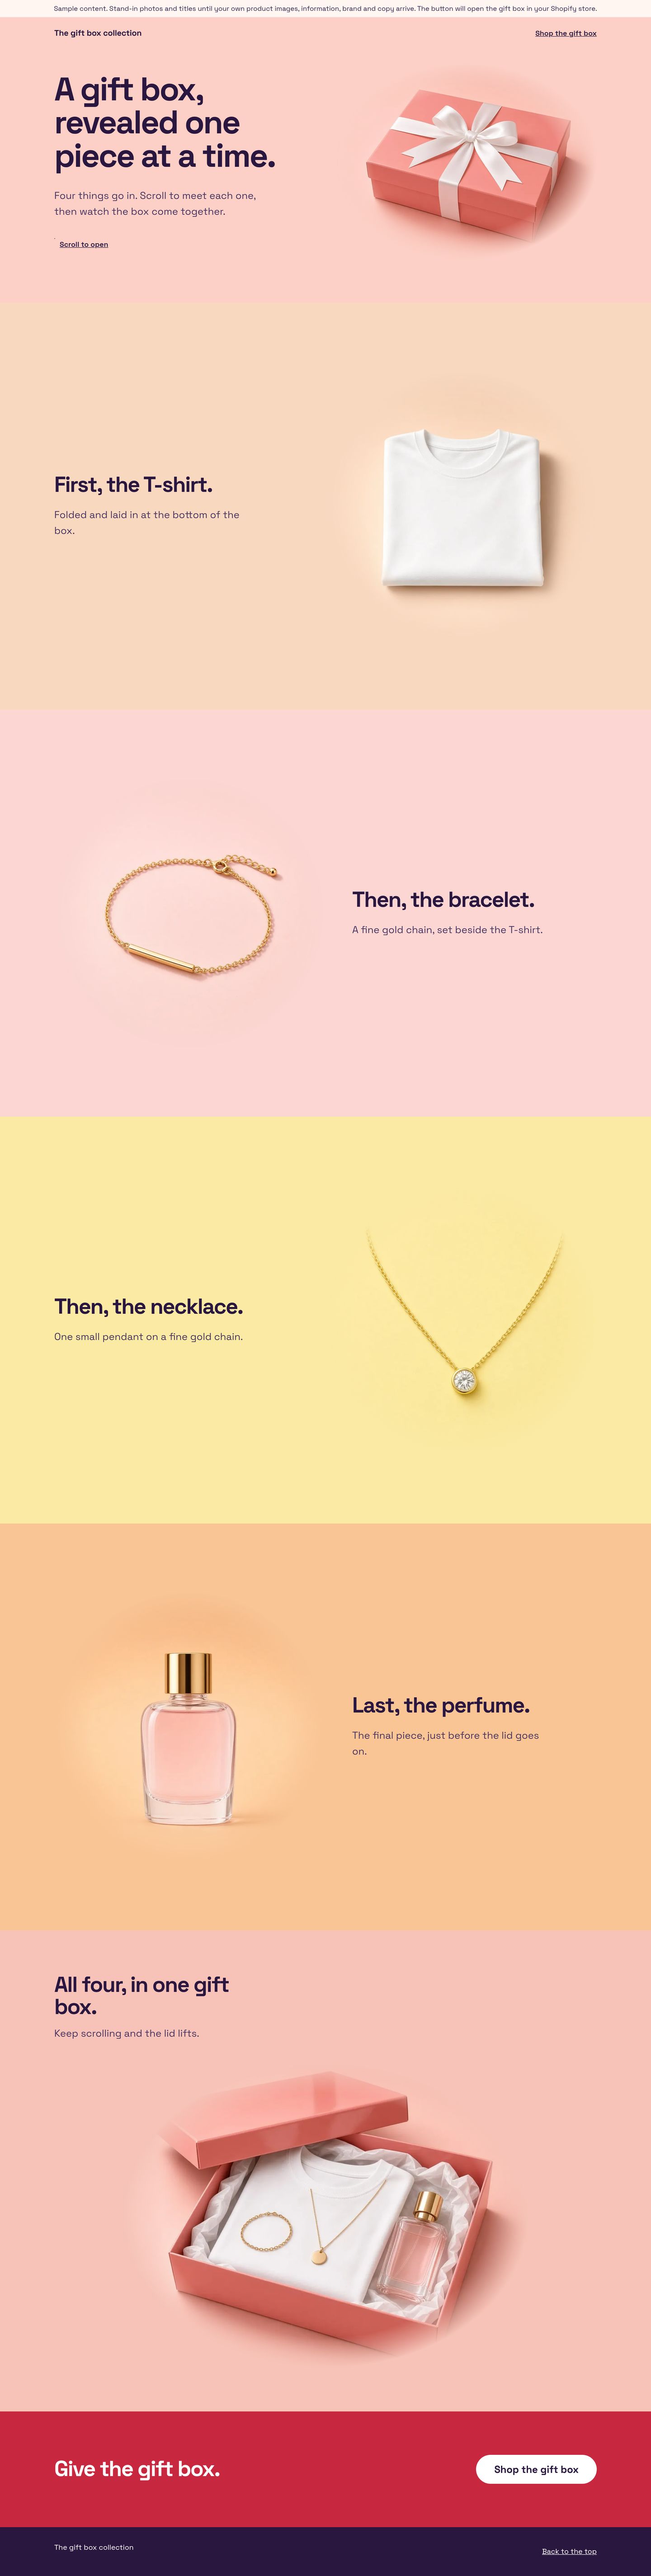 Sample content. Stand-in photos and titles until your own product images, information, brand and copy arrive. The button will open the gift box in your Shopify store.
The gift box collection
Shop the gift box
A gift box,
revealed one
piece at a time.
Four things go in. Scroll to meet each one,
then watch the box come together.
Scroll to open
First, the T-shirt.
Folded and laid in at the bottom of the
box.
Then, the bracelet.
A fine gold chain, set beside the T-shirt.
Then, the necklace.
One small pendant on a fine gold chain.
Last, the perfume.
The final piece, just before the lid goes
on.
All four, in one gift
box.
Keep scrolling and the lid lifts.
Give the gift box.
Shop the gift box
The gift box collection
Back to the top